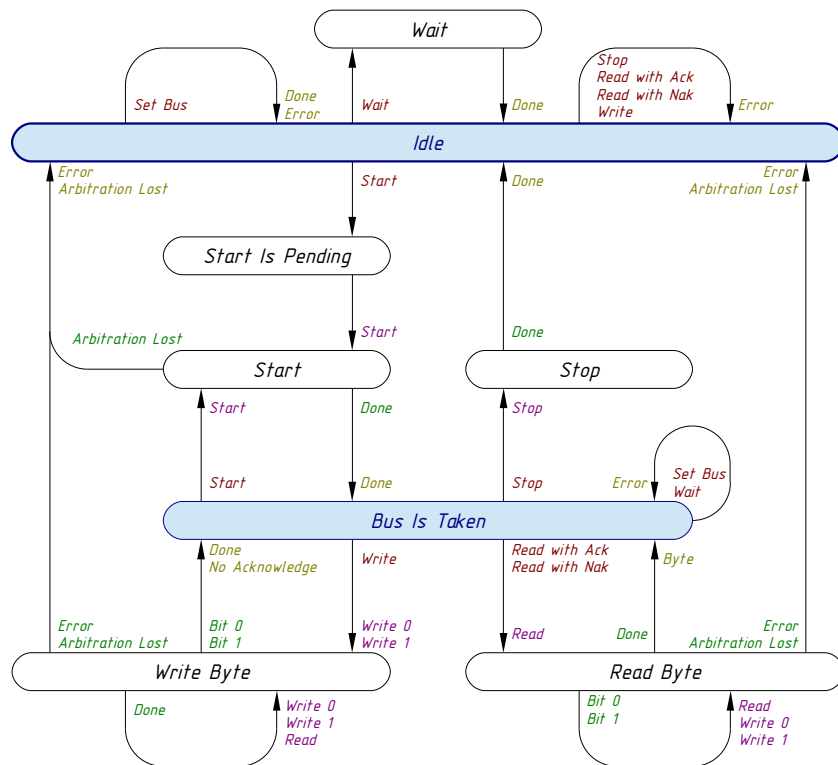 Wait
Set Bus
Done
Error
Wait
Done
Stop
Read with Ack
Read with Nak
Write
Error
Idle
Error
Arbitration Lost
Start
Done
Error
Arbitration Lost
Start Is Pending
Arbitration Lost
Start
Done
Start
Stop
Start
Done
Stop
Start
Done
Stop
Error
Set Bus
Wait
Bus Is Taken
Done
No Acknowledge
Write
Read with Ack
Read with Nak
Byte
Error
Arbitration Lost
Bit 0
Bit 1
Write 0
Write 1
Read
Done
Error
Arbitration Lost
Write Byte
Read Byte
Done
Write 0
Write 1
Read
Bit 0
Bit 1
Read
Write 0
Write 1